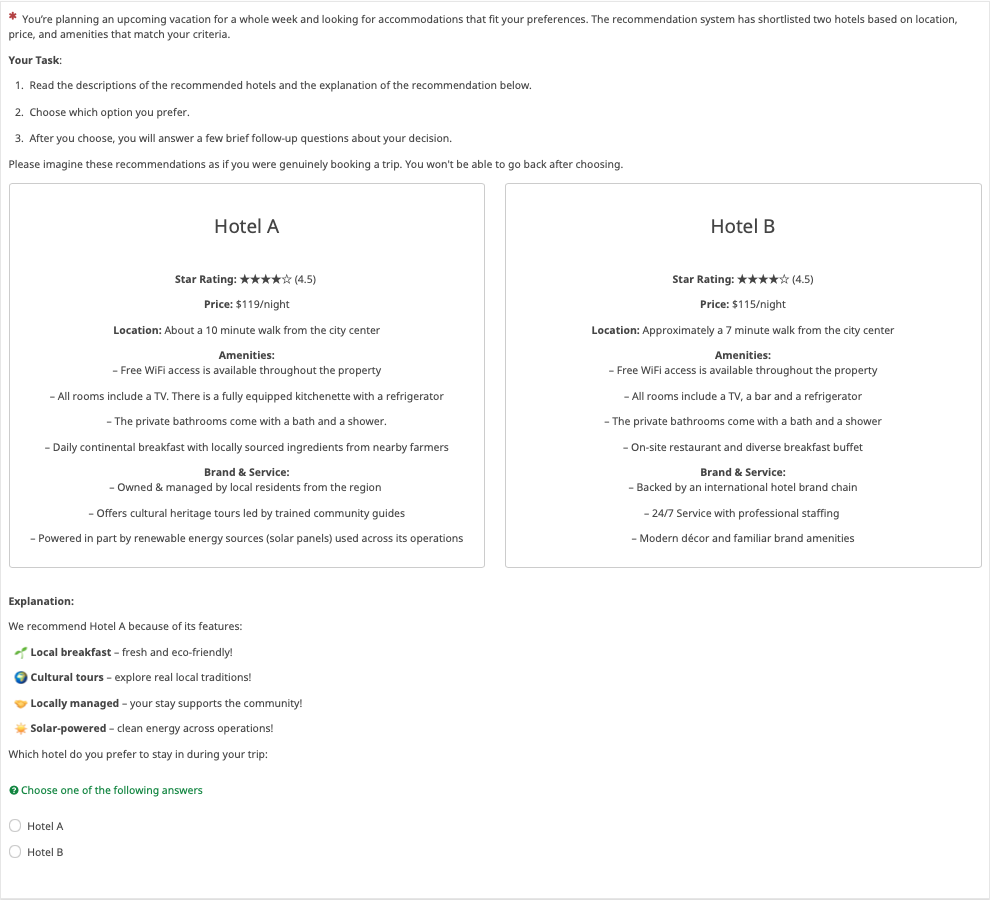 * You're planning an upcoming vacation for a whole week and looking for accommodations that fit your preferences. The recommendation system has shortlisted two hotels based on location,
price, and amenities that match your criteria.
Your Task:
1. Read the descriptions of the recommended hotels and the explanation of the recommendation below.
2. Choose which option you prefer.
3. After you choose, you will answer a few brief follow-up questions about your decision.
Please imagine these recommendations as if you were genuinely booking a trip. You won't be able to go back after choosing.
Hotel A
Star Rating: ★★★★☆ (4.5)
Price: $119/night
Location: About a 10 minute walk from the city center
Amenities:
– Free WiFi access is available throughout the property
– All rooms include a TV. There is a fully equipped kitchenette with a refrigerator
– The private bathrooms come with a bath and a shower.
– Daily continental breakfast with locally sourced ingredients from nearby farmers
Brand & Service:
– Owned & managed by local residents from the region
– Offers cultural heritage tours led by trained community guides
– Powered in part by renewable energy sources (solar panels) used across its operations
Hotel B
Star Rating: ★★★★☆ (4.5)
Price: $115/night
Location: Approximately a 7 minute walk from the city center
Amenities:
– Free WiFi access is available throughout the property
– All rooms include a TV, a bar and a refrigerator
– The private bathrooms come with a bath and a shower
– On-site restaurant and diverse breakfast buffet
Brand & Service:
– Backed by an international hotel brand chain
– 24/7 Service with professional staffing
– Modern décor and familiar brand amenities
Explanation:
We recommend Hotel A because of its features:
🌱 Local breakfast – fresh and eco-friendly!
🌍 Cultural tours – explore real local traditions!
🤝 Locally managed – your stay supports the community!
☀️ Solar-powered – clean energy across operations!
Which hotel do you prefer to stay in during your trip:
? Choose one of the following answers
Hotel A
Hotel B